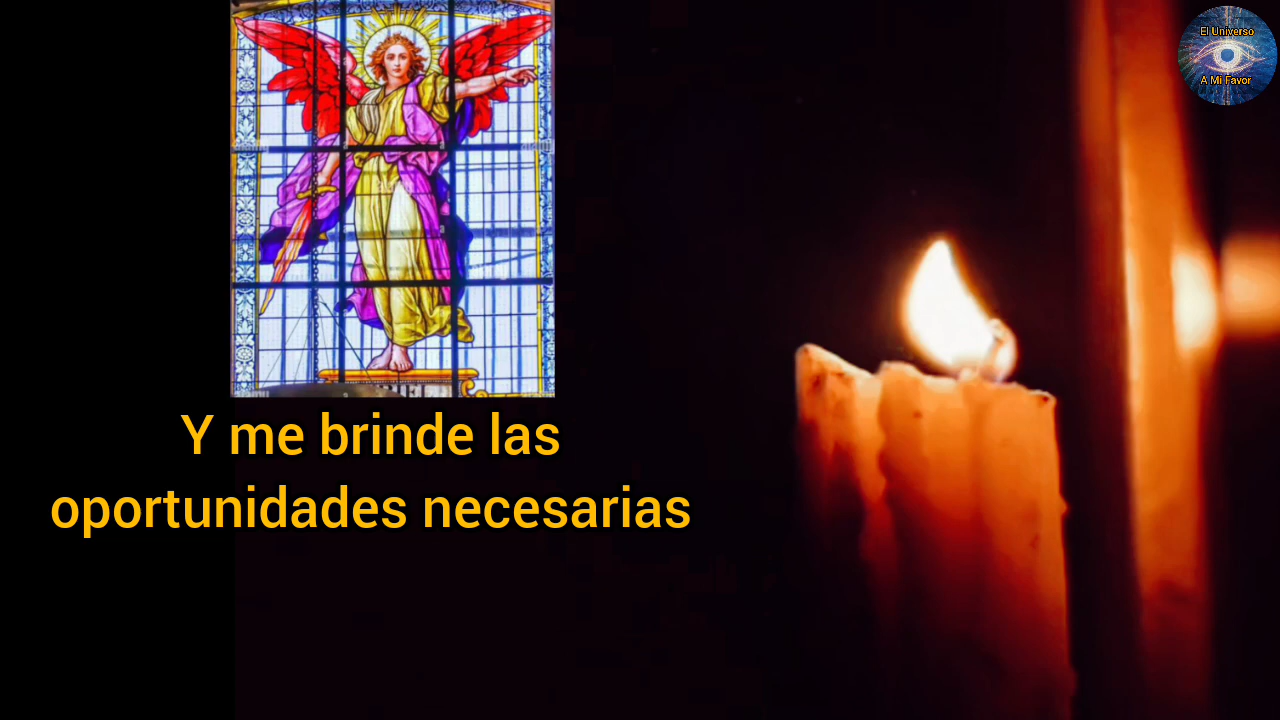 El Universo
A Mi Favor
Y me brinde las
oportunidades necesarias